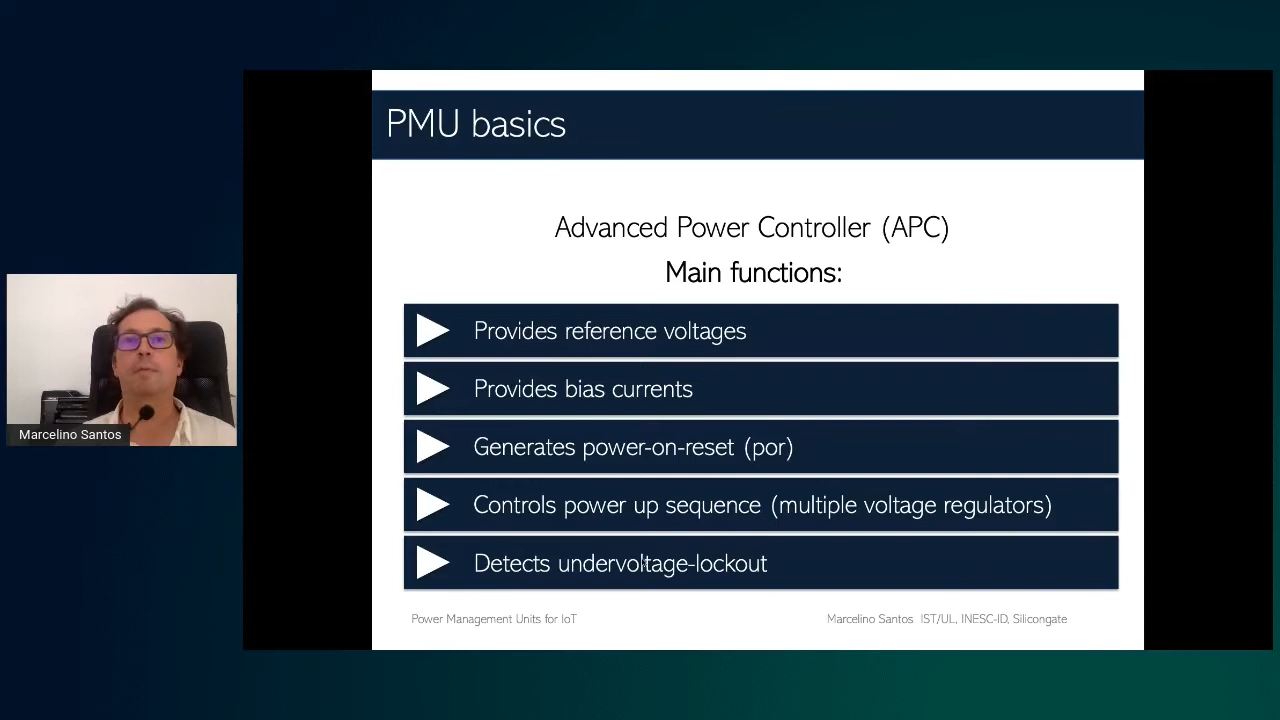 PMU basics
Advanced Power Controller (APC)
Main functions:
Provides reference voltages
Provides bias currents
Generates power-on-reset (por)
Controls power up sequence (multiple voltage regulators)
Detects undervoltage-lockout
Marcelino Santos
Power Management Units for IoT
Marcelino Santos IST/UL, INESC-ID, Silicongate